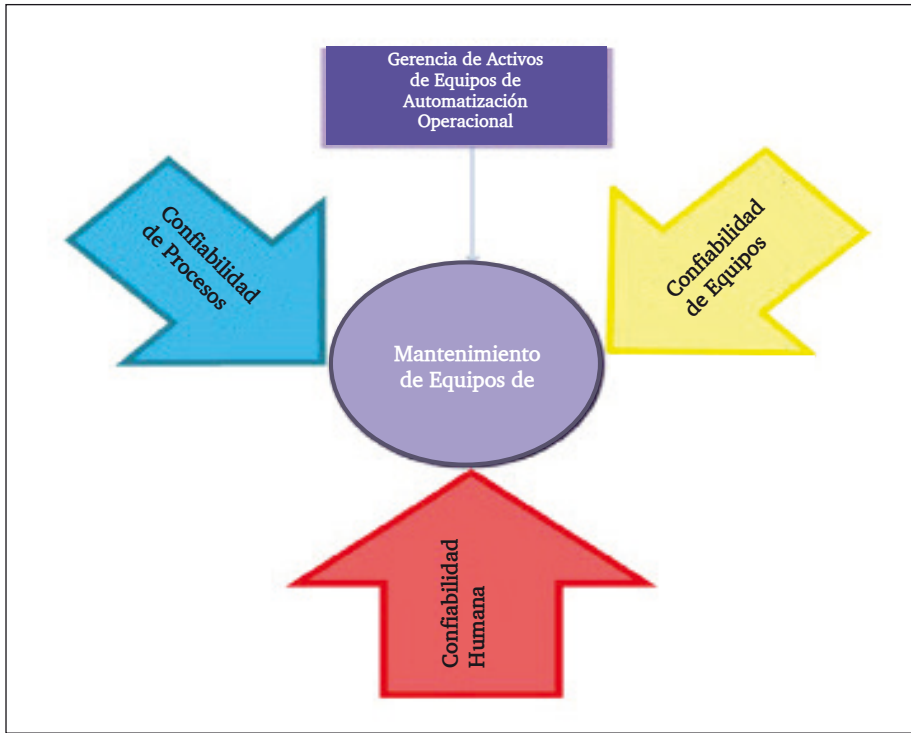 Gerencia de Activos
de Equipos de
Automatización
Operacional
Confiabilidad
de Procesos
Confiabilidad
de Equipos
Mantenimiento
de Equipos de
Confiabilidad
Humana